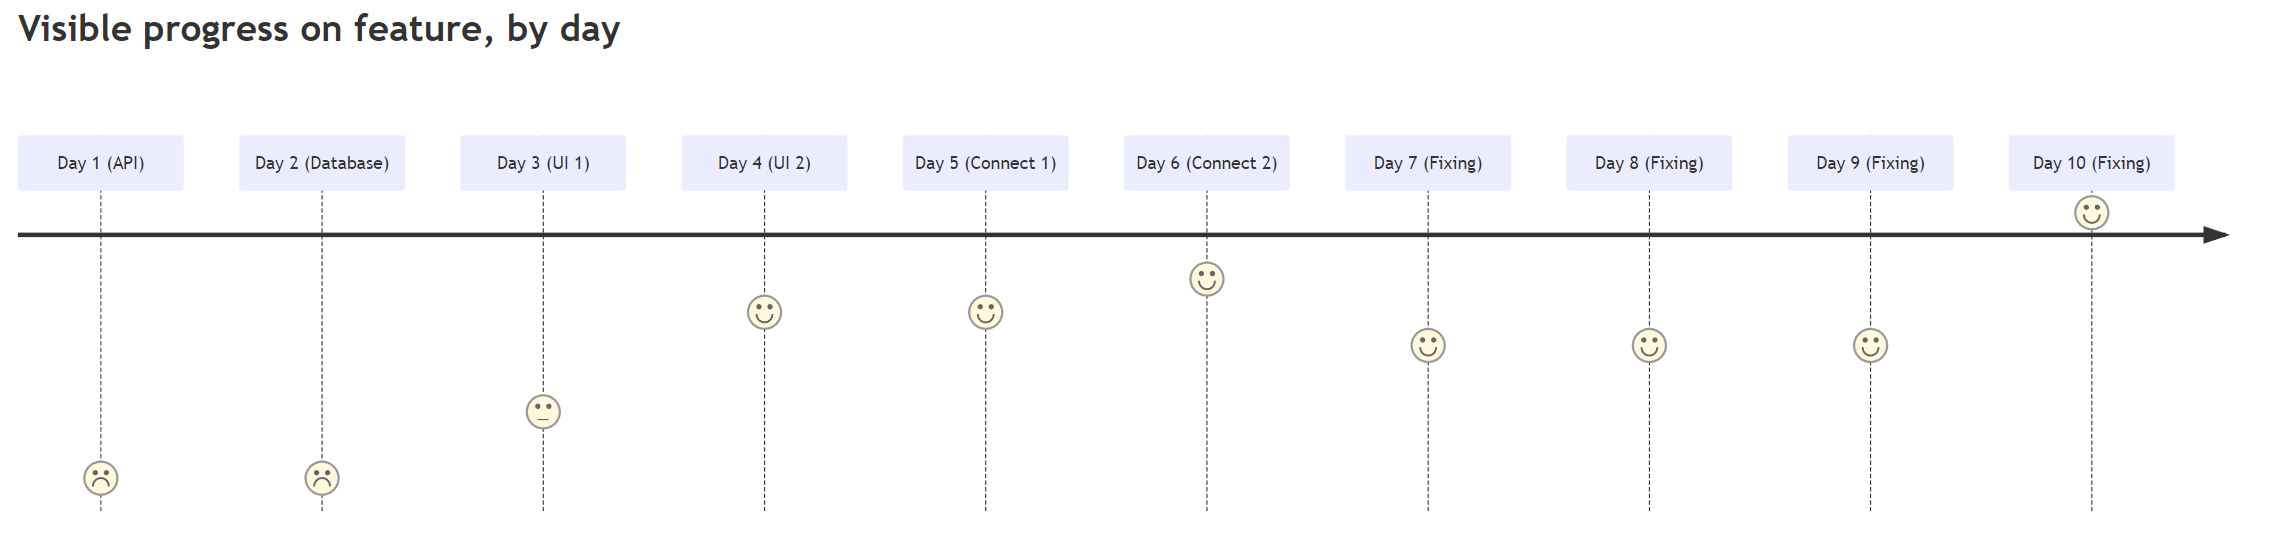 Visible progress on feature, by day
Day 1 (API)
Day 2 (Database)
Day 3 (UI 1)
Day 4 (UI 2)
Day 5 (Connect 1)
Day 6 (Connect 2)
Day 7 (Fixing)
Day 8 (Fixing)
Day 9 (Fixing)
Day 10 (Fixing)